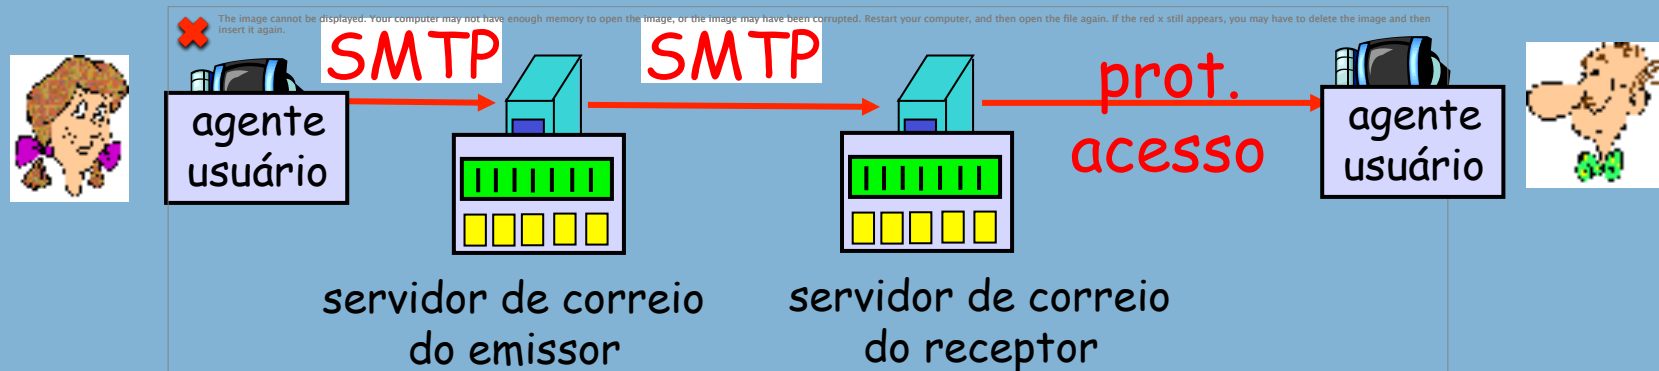 The image cannot be displayed. Your computer may not have enough memory to open the image, or the image may have been corrupted. Restart your computer, and then open the file again. If the red x still appears, you may have to delete the image and then
insert it again.
SMTP
SMTP
prot.
acesso
agente
usuário
agente
usuário
servidor de correio
do emissor
servidor de correio
do receptor